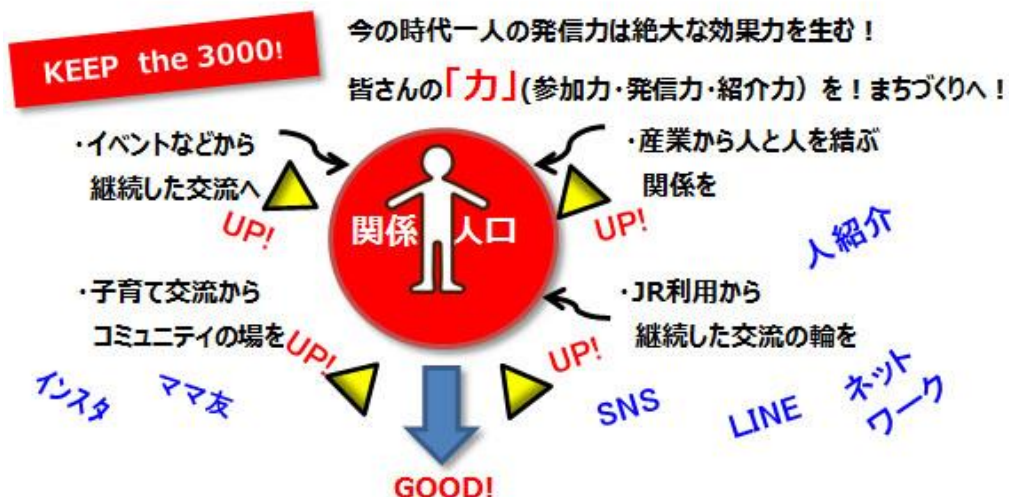 KEEP the 3000!
今の時代一人の発信力は絶大な効果力を生む！
皆さんの「力」(参加力・発信力・紹介力）を！まちづくりへ！
・イベントなどから
継続した交流へ
UP!
・産業から人と人を結ぶ
関係を
UP!
人紹介
関係 人口
・子育て交流から
コミュニティの場を
UP!
・JR利用から
継続した交流の輪を
UP!
インスタ
ママ友
SNS
LINE
ネット
ワーク
GOOD!